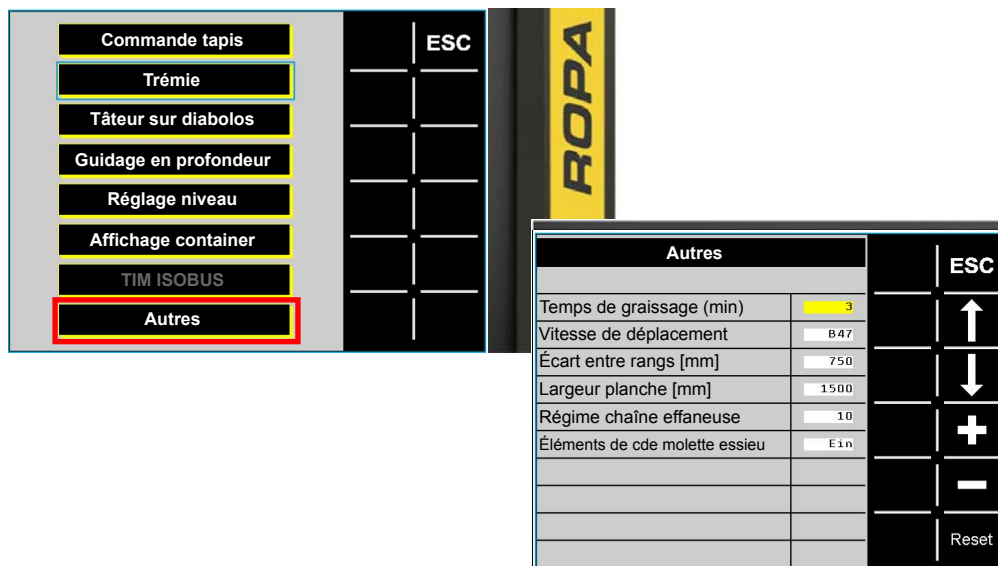 Commande tapis
ESC
Trémie
Tâteur sur diabolos
Guidage en profondeur
Réglage niveau
Affichage container
TIM ISOBUS
Autres
ROPA
Autres
ESC
Temps de graissage (min) 3
Vitesse de déplacement B47
Écart entre rangs [mm] 750
Largeur planche [mm] 1500
Régime chaîne effaneuse 10
Éléments de cde molette essieu Ein
Reset